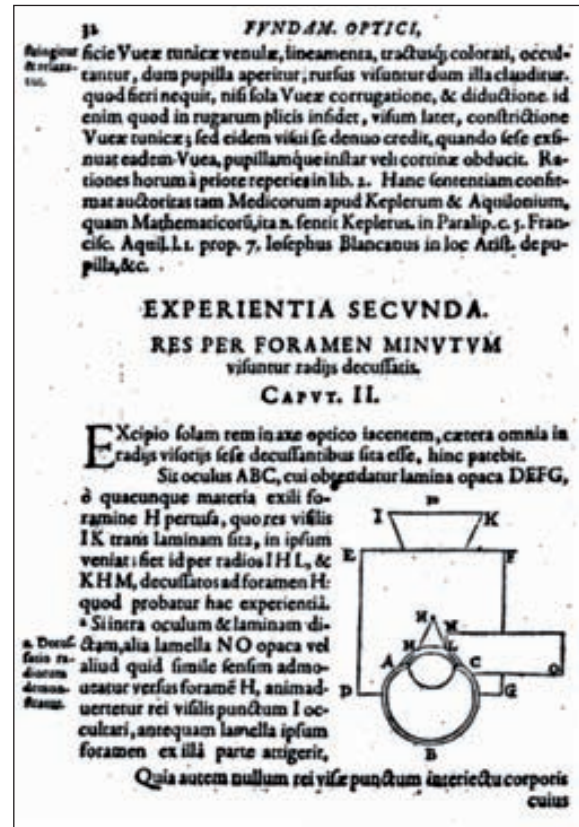 32 FVNDAM. OPTICI,
ficie Vueæ tunicæ venulæ, lineamenta, tractusq; colorati, occul-
tantur, dum pupilla aperitur; rursus visuntur dum illa clauditur.
quod fieri nequit, nisi sola Vueæ corrugatione, & diductione. id
enim quod in rugarum plicis insidet, visum latet, constrictione
Vueæ tunicæ; sed eidem visui se denuo credit, quando sese exsi-
nuat eadem Vuea, pupillamque instar veli cortinæ obducit. Ra-
tiones horum à priore reperies in lib. 2. Hanc sententiam confir-
mat auctoritas tam Medicorum apud Keplerum & Aquilonium,
quam Mathematicorũ, ita n. sentit Keplerus. in Paralip. c. 5. Fran-
cisc. Aquil. l.1. prop. 7. Iosephus Blancanus in loc Arist. de pu-
pilla, &c.
EXPERIENTIA SECVNDA.
RES PER FORAMEN MINVTVM
visuntur radijs decussatis.
CAPVT. II.
EXcipio solam rem in axe optico iacentem, cætera omnia in
radijs visorijs sese decussantibus sita esse, hinc patebit.
Sit oculus ABC, cui obtendatur lamina opaca DEFG,
è quacunque materia exili fo-
ramine H pertusa, quo res visilis
IK trans laminam sita, in ipsum
veniat: fiet id per radios IHL, &
KHM, decussatos ad foramen H:
quod probatur hac experientiâ.
a Si intra oculum & laminam di-
ctam, alia lamella NO opaca vel
aliud quid simile sensim admo-
ueatur versus foramẽ H, animad-
uertetur rei visilis punctum I oc-
cultari, antequam lamella ipsum
foramen ex illâ parte attigerit,
a. Decus-
satio ra-
diorum
demon-
stratur.
I K
E F
H
M L
A C
O
D G
B
Quia autem nullum rei visæ punctum interiectu corporis
cuius